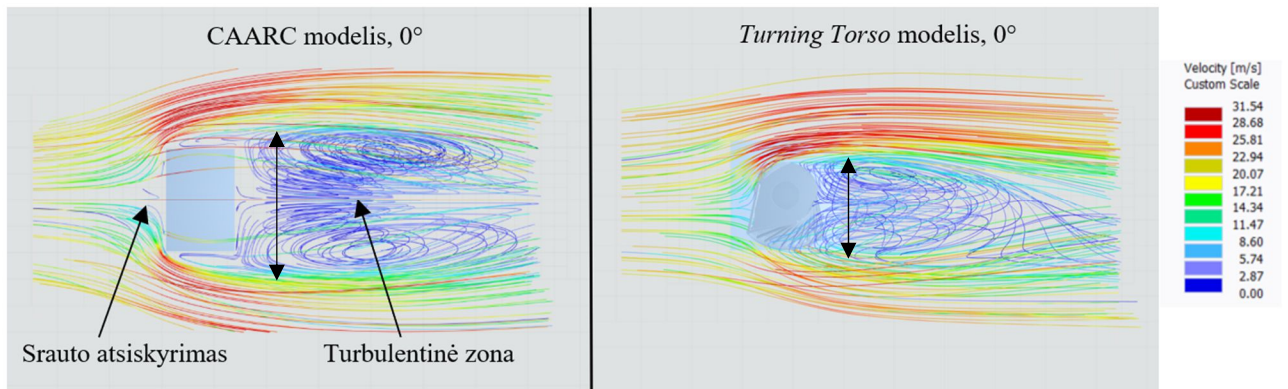 CAARC modelis, 0°
Turning Torso modelis, 0°
Srauto atsiskyrimas
Turbulentinė zona
Velocity [m/s]
Custom Scale
31.54
28.68
25.81
22.94
20.07
17.21
14.34
11.47
8.60
5.74
2.87
0.00